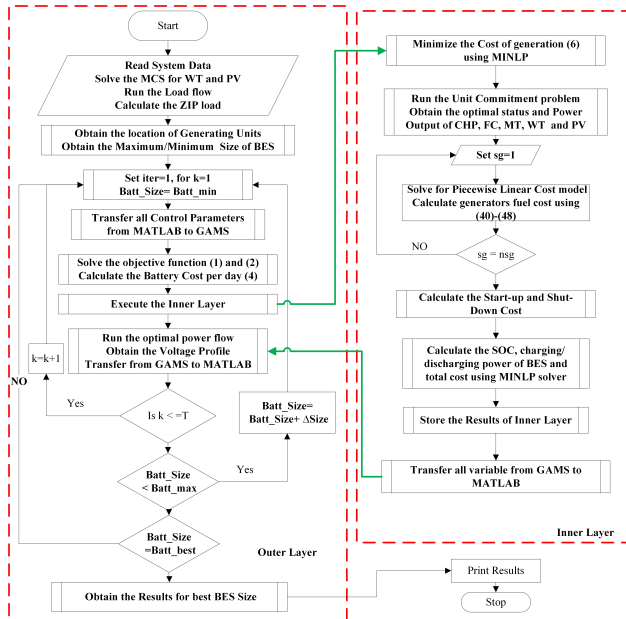 Start
Read System Data
Solve the MCS for WT and PV
Run the Load flow
Calculate the ZIP load
Obtain the location of Generating Units
Obtain the Maximum/Minimum Size of BES
Set iter=1, for k=1
Batt_Size= Batt_min
Transfer all Control Parameters
from MATLAB to GAMS
Solve the objective function (1) and (2)
Calculate the Battery Cost per day (4)
Execute the Inner Layer
Run the optimal power flow
Obtain the Voltage Profile
Transfer from GAMS to MATLAB
k=k+1
NO
Yes
Is k < =T
Batt_Size=
Batt_Size+ ΔSize
Batt_Size
< Batt_max
Yes
Batt_Size
=Batt_best
Outer Layer
Obtain the Results for best BES Size
Minimize the Cost of generation (6)
using MINLP
Run the Unit Commitment problem
Obtain the optimal status and Power
Output of CHP, FC, MT, WT and PV
Set sg=1
Solve for Piecewise Linear Cost model
Calculate generators fuel cost using
(40)-(48)
NO
sg = nsg
Calculate the Start-up and Shut-
Down Cost
Calculate the SOC, charging/
discharging power of BES and
total cost using MINLP solver
Store the Results of Inner Layer
Transfer all variable from GAMS to
MATLAB
Inner Layer
Print Results
Stop